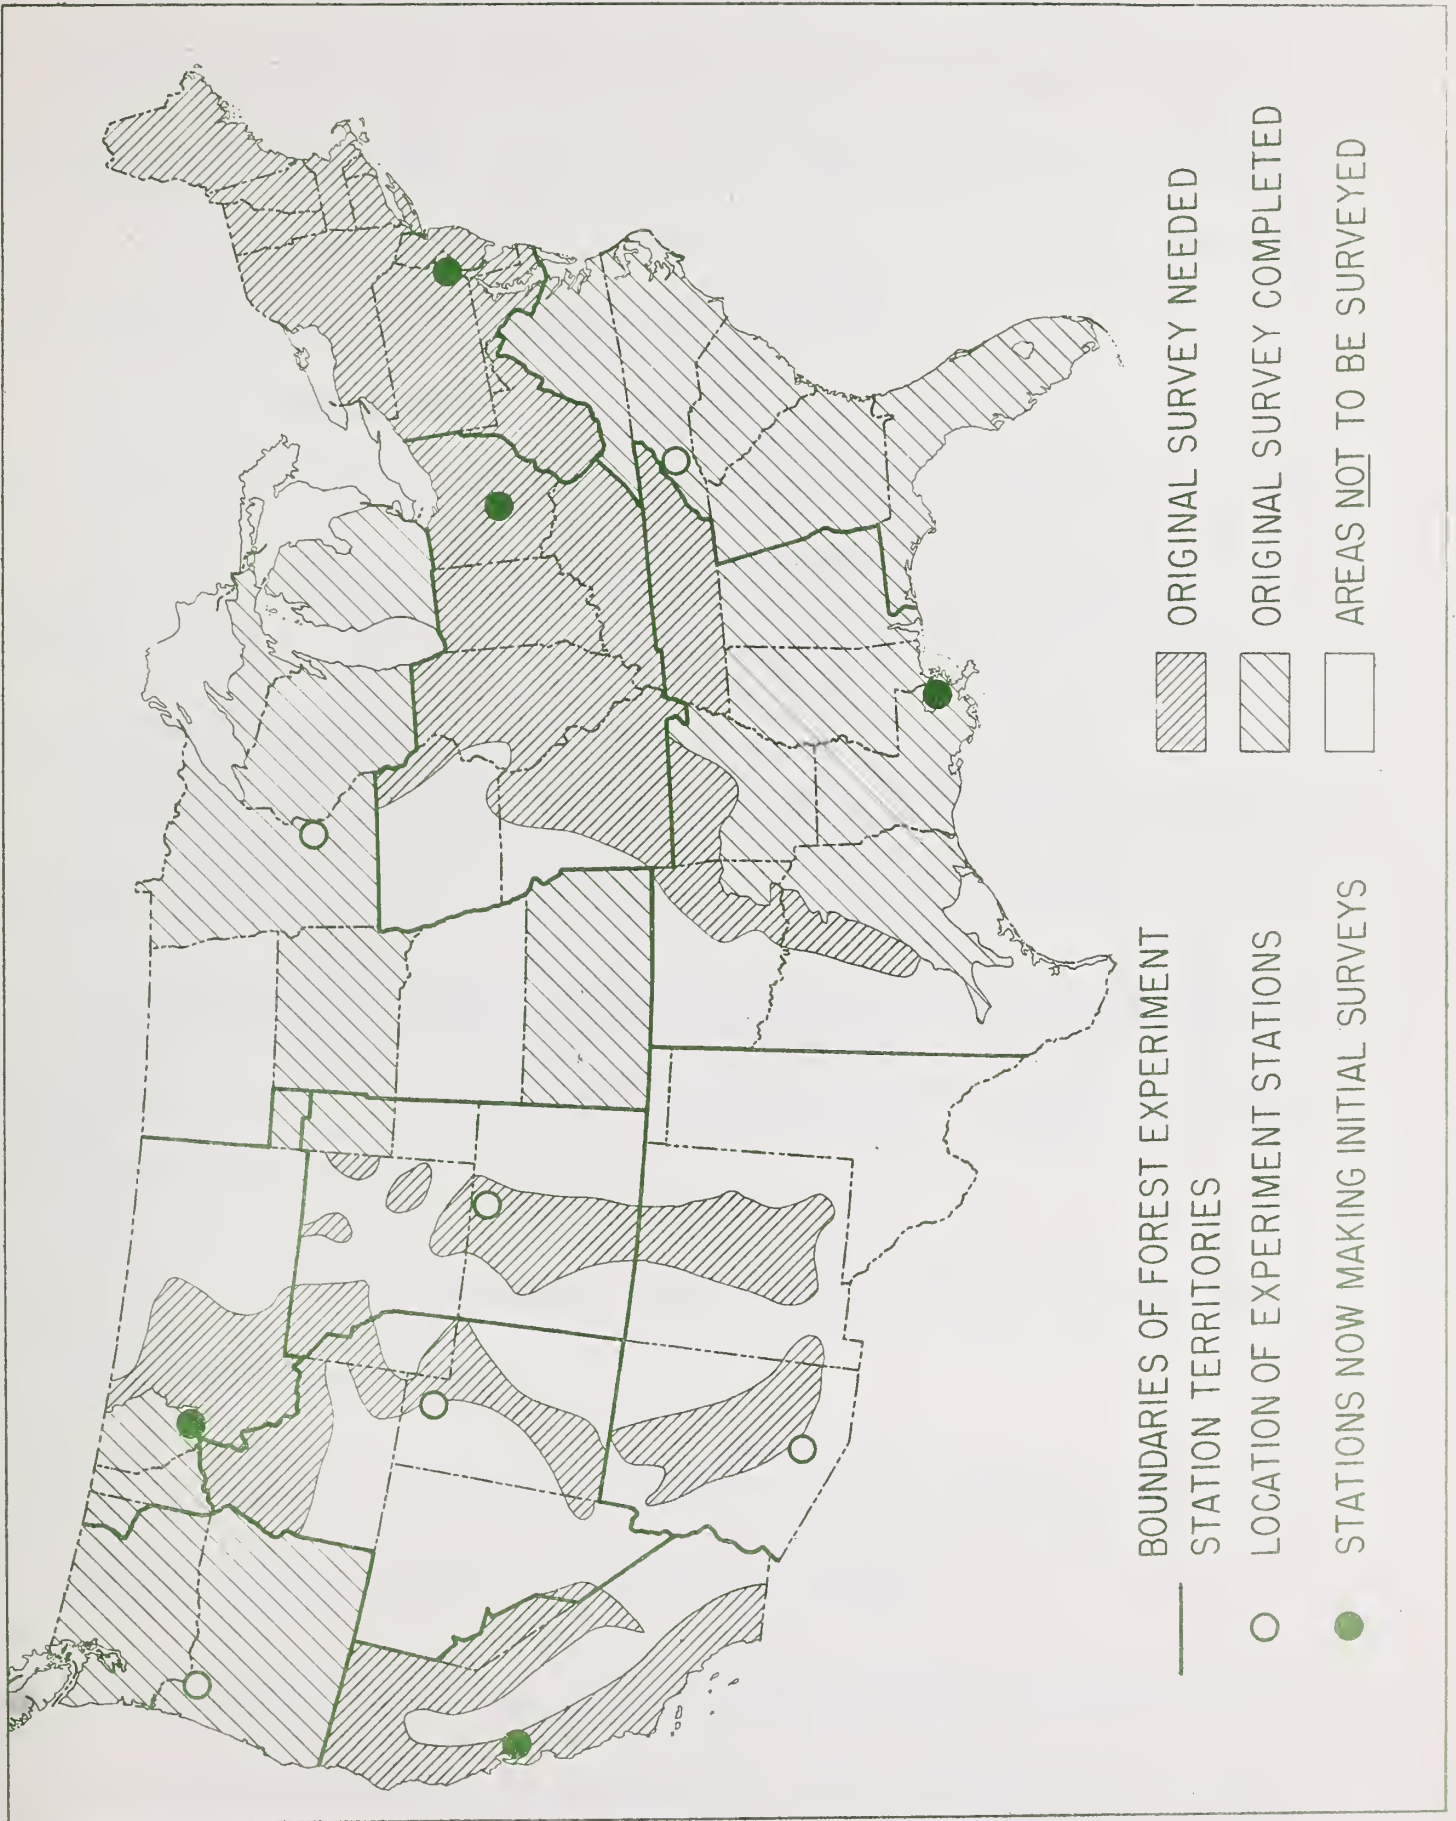 BOUNDARIES OF FOREST EXPERIMENT
STATION TERRITORIES
LOCATION OF EXPERIMENT STATIONS
STATIONS NOW MAKING INITIAL SURVEYS
ORIGINAL SURVEY NEEDED
ORIGINAL SURVEY COMPLETED
AREAS NOT TO BE SURVEYED